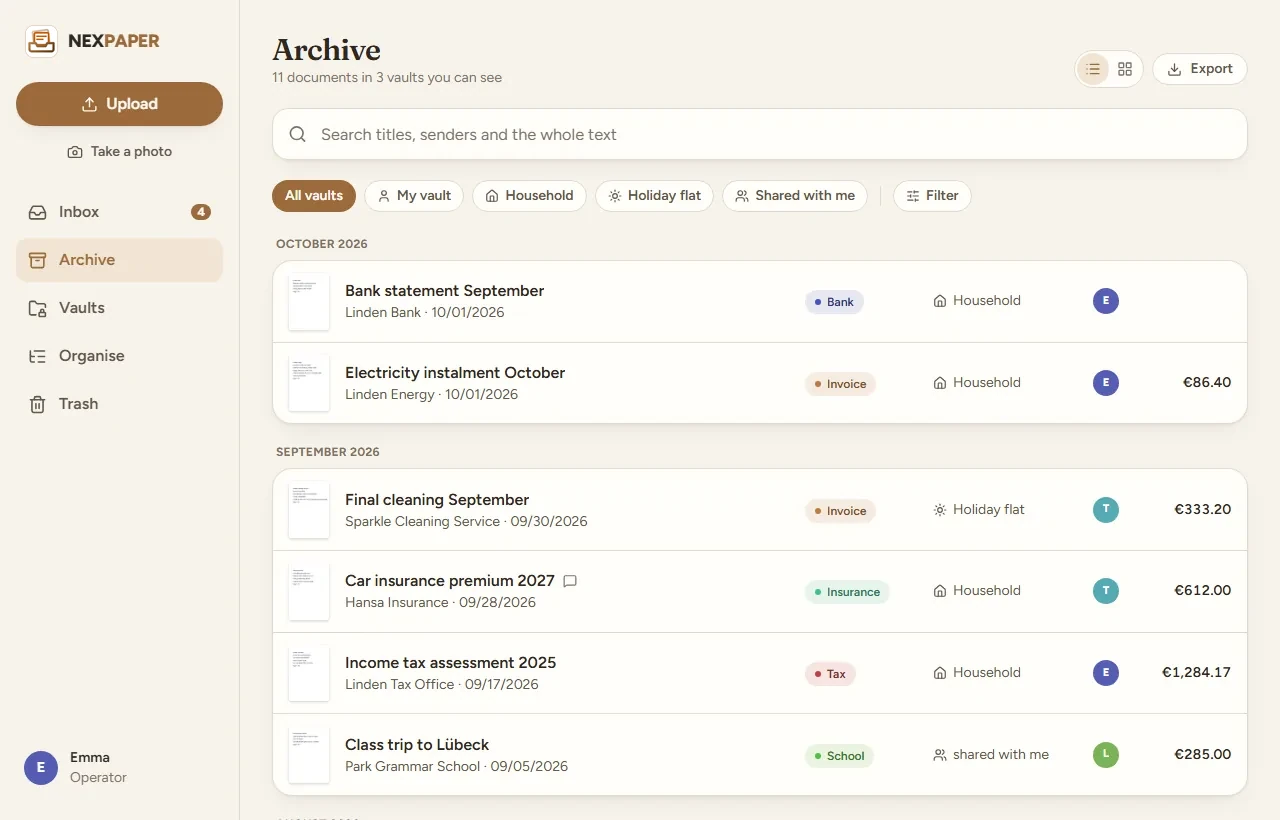 NEXPAPER
Upload
Take a photo
Inbox 4
Archive
Vaults
Organise
Trash
E
Emma
Operator
Archive
11 documents in 3 vaults you can see
Export
Search titles, senders and the whole text
All vaults My vault Household Holiday flat Shared with me Filter
OCTOBER 2026
Bank statement September
Linden Bank · 10/01/2026
Bank Household E
Electricity instalment October
Linden Energy · 10/01/2026
Invoice Household E €86.40
SEPTEMBER 2026
Final cleaning September
Sparkle Cleaning Service · 09/30/2026
Invoice Holiday flat T €333.20
Car insurance premium 2027
Hansa Insurance · 09/28/2026
Insurance Household T €612.00
Income tax assessment 2025
Linden Tax Office · 09/17/2026
Tax Household E €1,284.17
Class trip to Lübeck
Park Grammar School · 09/05/2026
School shared with me L €285.00